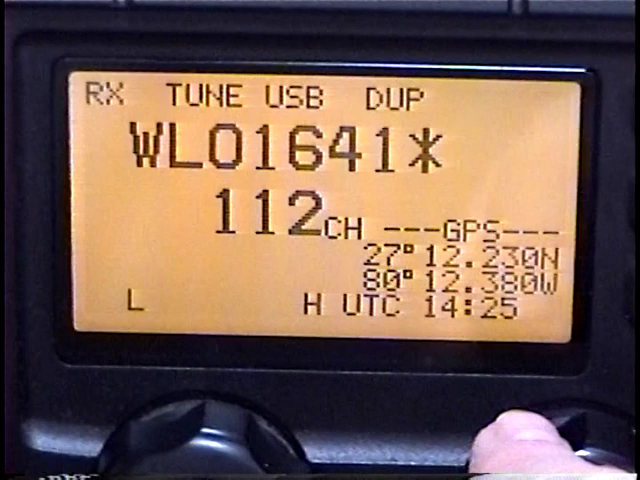 RX TUNE USB DUP
WLO1641*
112CH ---GPS---
27°12.230N
80°12.380W
L H UTC 14:25